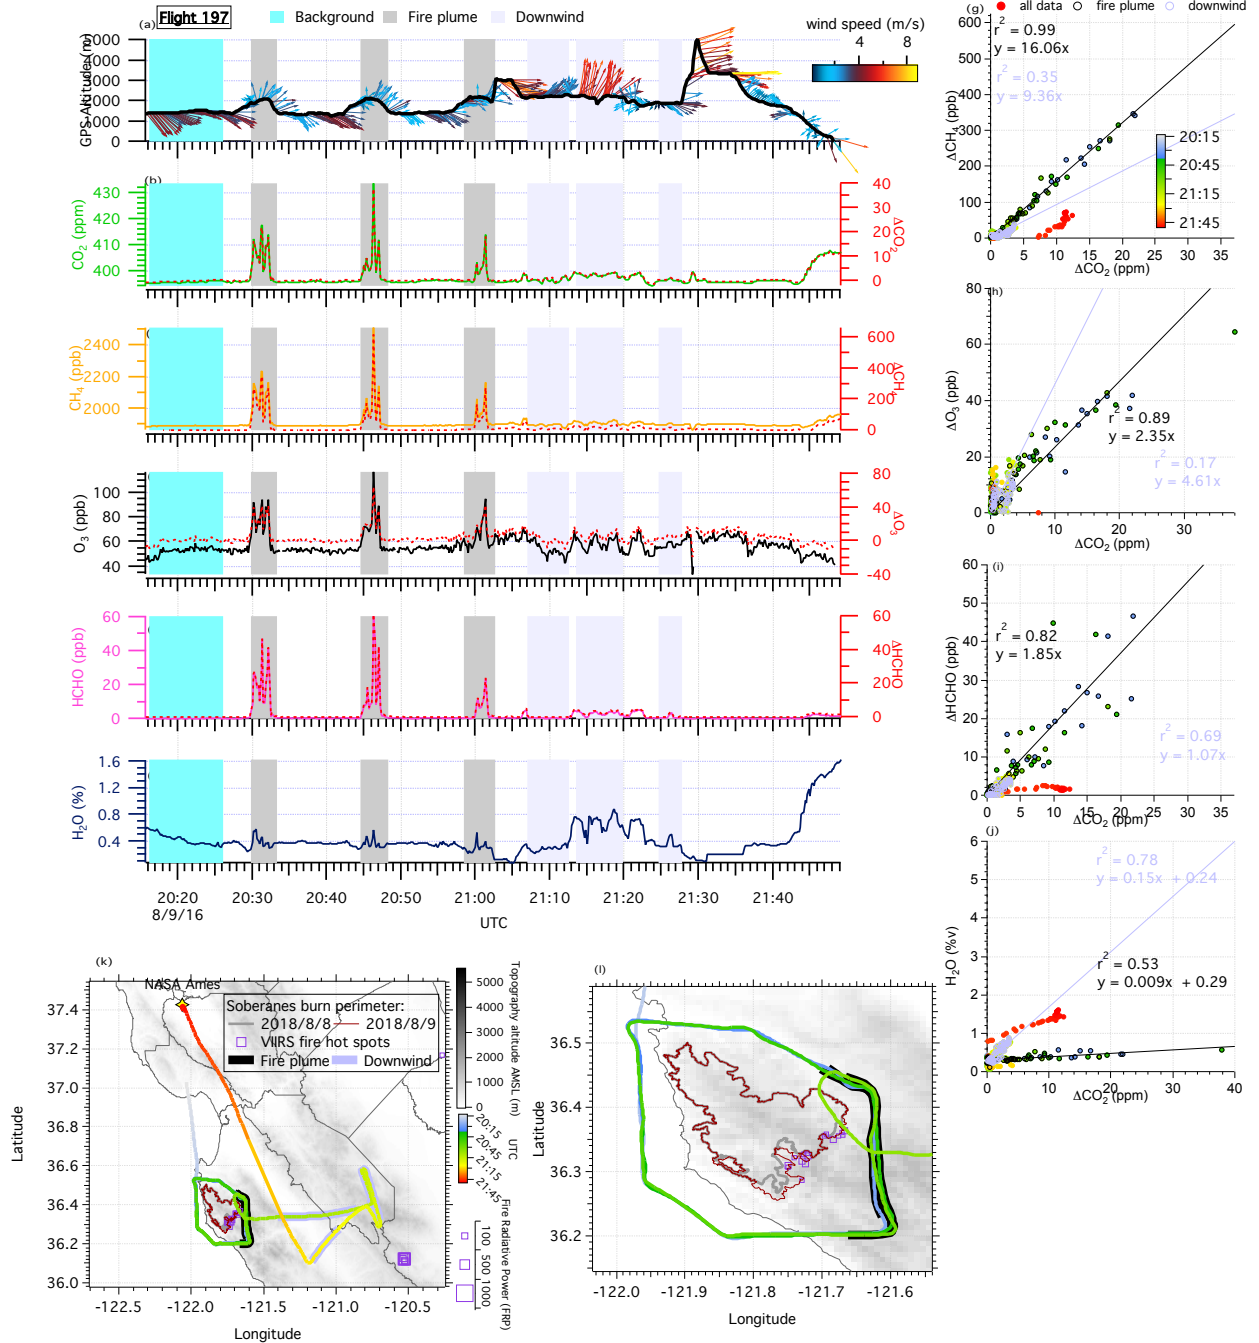 (a)
Flight 197
Background
Fire plume
Downwind
wind speed (m/s)
4
8
GPS Altitude (m)
5000
4000
3000
2000
1000
0
(b)
CO2 (ppm)
430
420
410
400
40
30
20
10
0
ΔCO2
CH4 (ppb)
2400
2200
2000
600
400
200
0
ΔCH4
O3 (ppb)
100
80
60
40
80
40
0
-40
ΔO3
HCHO (ppb)
60
40
20
0
60
40
20
0
ΔHCHO
H2O (%)
1.6
1.2
0.8
0.4
20:20
20:30
20:40
20:50
21:00
21:10
21:20
21:30
21:40
8/9/16
UTC
(g)
all data
fire plume
downwind
r2 = 0.99
y = 16.06x
r2 = 0.35
y = 9.36x
ΔCH4 (ppb)
600
500
400
300
200
100
0
20:15
20:45
21:15
21:45
0
5
10
15
20
25
30
35
ΔCO2 (ppm)
(h)
ΔO3 (ppb)
80
60
40
20
0
r2 = 0.89
y = 2.35x
r2 = 0.17
y = 4.61x
0
10
20
30
ΔCO2 (ppm)
(i)
ΔHCHO (ppb)
60
50
40
30
20
10
0
r2 = 0.82
y = 1.85x
r2 = 0.69
y = 1.07x
0
5
10
15
20
25
30
35
ΔCO2 (ppm)
(j)
H2O (%v)
6
5
4
3
2
1
0
r2 = 0.78
y = 0.15x + 0.24
r2 = 0.53
y = 0.009x + 0.29
0
10
20
30
40
ΔCO2 (ppm)
(k)
NASA Ames
Soberanes burn perimeter:
2018/8/8
2018/8/9
VIIRS fire hot spots
Fire plume
Downwind
Latitude
37.4
37.2
37.0
36.8
36.6
36.4
36.2
36.0
-122.5
-122.0
-121.5
-121.0
-120.5
Longitude
Topography altitude AMSL (m)
5000
4000
3000
2000
1000
0
UTC
20:15
20:45
21:15
21:45
Fire Radiative Power (FRP)
100
500
1000
(l)
Latitude
36.5
36.4
36.3
36.2
-122.0
-121.9
-121.8
-121.7
-121.6
Longitude